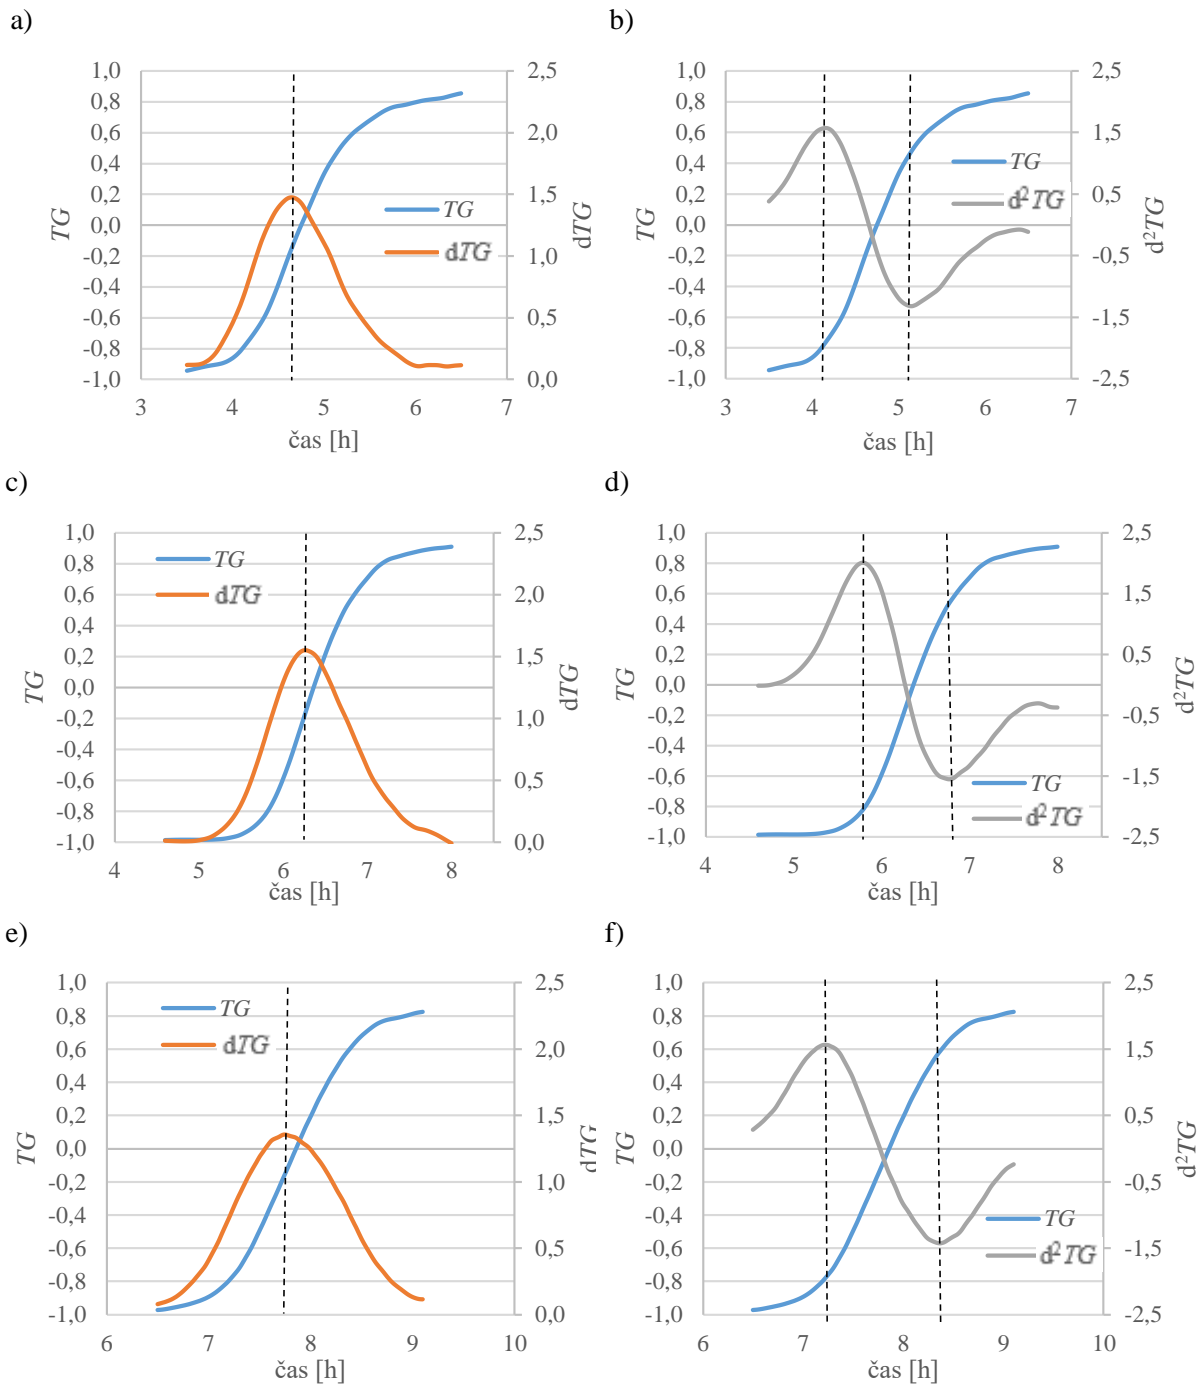 a)
1,0
0,8
0,6
0,4
0,2
0,0
-0,2
-0,4
-0,6
-0,8
-1,0
TG
2,5
2,0
1,5
1,0
0,5
0,0
dTG
TG
dTG
3 4 5 6 7
čas [h]
b)
1,0
0,8
0,6
0,4
0,2
0,0
-0,2
-0,4
-0,6
-0,8
-1,0
TG
2,5
1,5
0,5
-0,5
-1,5
-2,5
d²TG
TG
d²TG
3 4 5 6 7
čas [h]
c)
1,0
0,8
0,6
0,4
0,2
0,0
-0,2
-0,4
-0,6
-0,8
-1,0
TG
2,5
2,0
1,5
1,0
0,5
0,0
dTG
TG
dTG
4 5 6 7 8
čas [h]
d)
1,0
0,8
0,6
0,4
0,2
0,0
-0,2
-0,4
-0,6
-0,8
-1,0
TG
2,5
1,5
0,5
-0,5
-1,5
-2,5
d²TG
TG
d²TG
4 5 6 7 8
čas [h]
e)
1,0
0,8
0,6
0,4
0,2
0,0
-0,2
-0,4
-0,6
-0,8
-1,0
TG
2,5
2,0
1,5
1,0
0,5
0,0
dTG
TG
dTG
6 7 8 9 10
čas [h]
f)
1,0
0,8
0,6
0,4
0,2
0,0
-0,2
-0,4
-0,6
-0,8
-1,0
TG
2,5
1,5
0,5
-0,5
-1,5
-2,5
d²TG
TG
d²TG
6 7 8 9 10
čas [h]